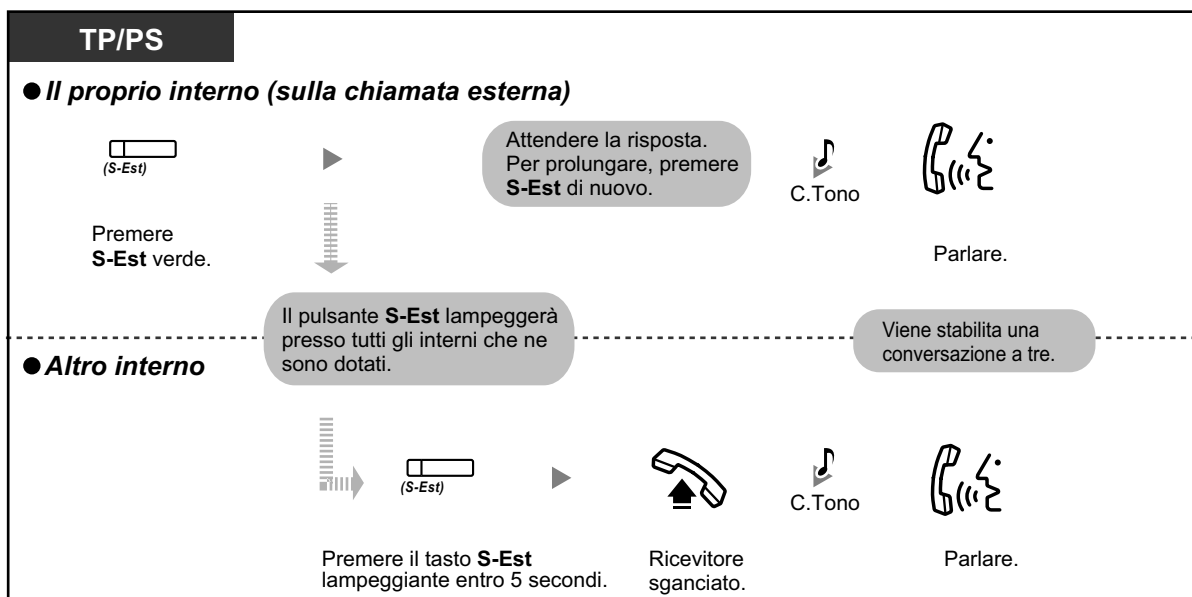 TP/PS
● Il proprio interno (sulla chiamata esterna)
(S-Est)
Premere
S-Est verde.
Attendere la risposta.
Per prolungare, premere
S-Est di nuovo.
C.Tono
Parlare.
Il pulsante S-Est lampeggerà
presso tutti gli interni che ne
sono dotati.
Viene stabilita una
conversazione a tre.
● Altro interno
(S-Est)
Premere il tasto S-Est
lampeggiante entro 5 secondi.
Ricevitore
sganciato.
C.Tono
Parlare.